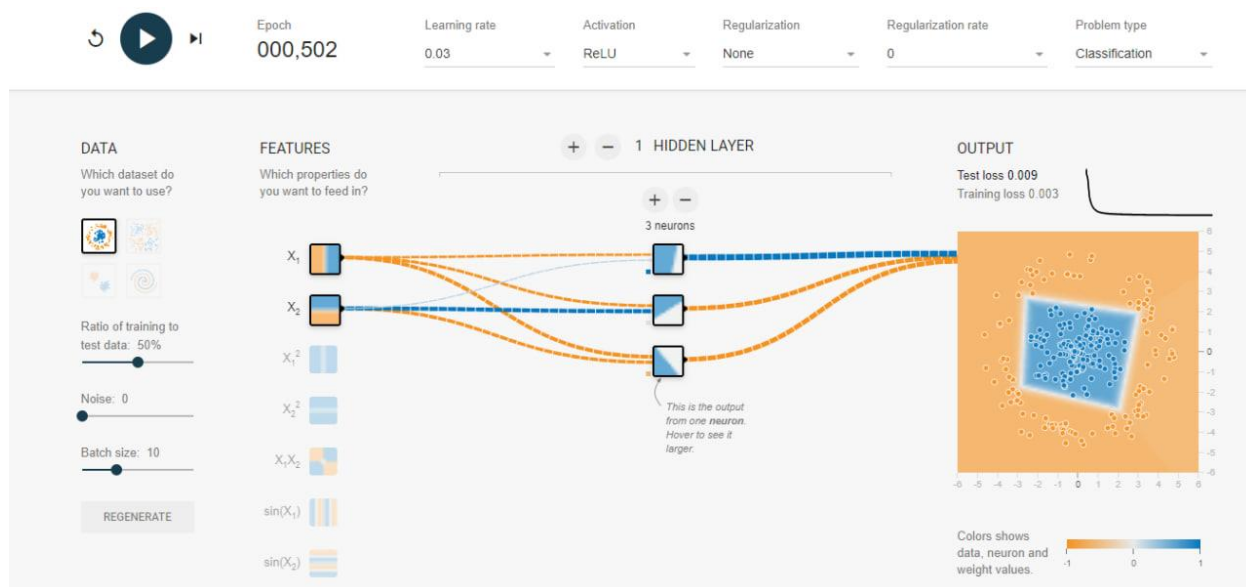 Epoch
000,502
Learning rate
0.03
Activation
ReLU
Regularization
None
Regularization rate
0
Problem type
Classification
DATA
Which dataset do
you want to use?
Ratio of training to
test data: 50%
Noise: 0
Batch size: 10
REGENERATE
FEATURES
Which properties do
you want to feed in?
X₁
X₂
X₁²
X₂²
X₁X₂
sin(X₁)
sin(X₂)
+ − 1 HIDDEN LAYER
+ −
3 neurons
This is the output
from one neuron.
Hover to see it
larger.
OUTPUT
Test loss 0.009
Training loss 0.003
6
5
4
3
2
1
0
-1
-2
-3
-4
-5
-6
-6 -5 -4 -3 -2 -1 0 1 2 3 4 5 6
Colors shows
data, neuron and
weight values.
-1 0 1